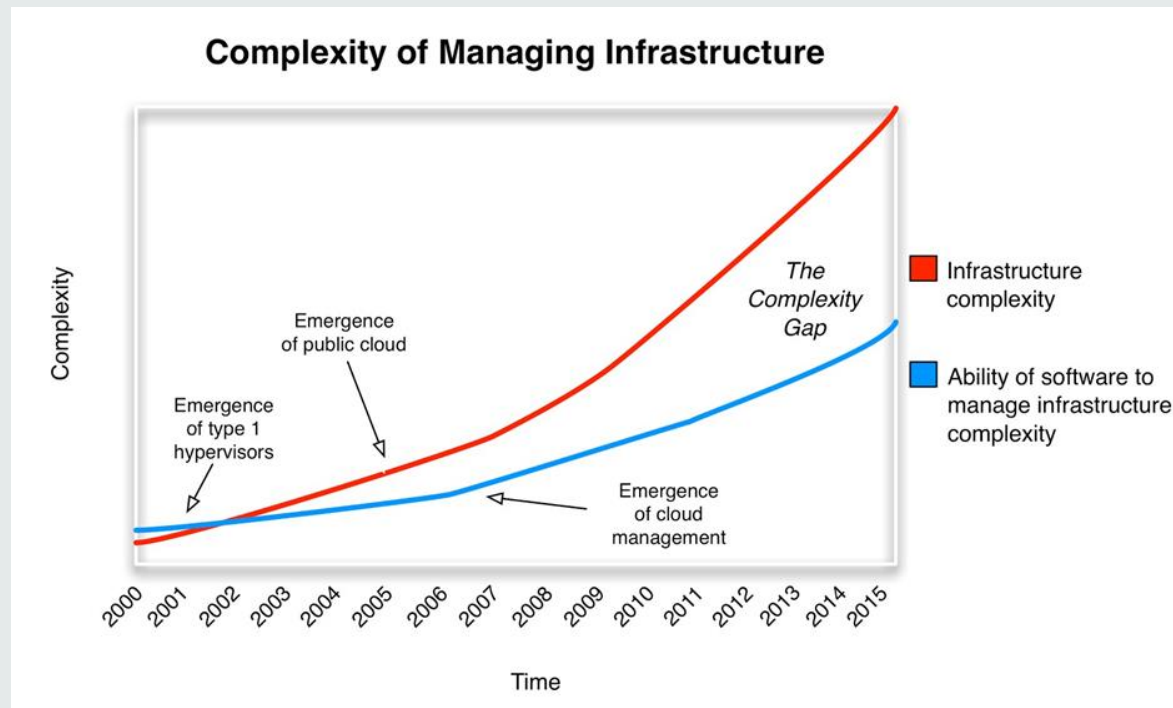 Complexity of Managing Infrastructure
Complexity
Emergence
of type 1
hypervisors
Emergence
of public cloud
Emergence
of cloud
management
The
Complexity
Gap
Infrastructure
complexity
Ability of software to
manage infrastructure
complexity
2000 2001 2002 2003 2004 2005 2006 2007 2008 2009 2010 2011 2012 2013 2014 2015
Time